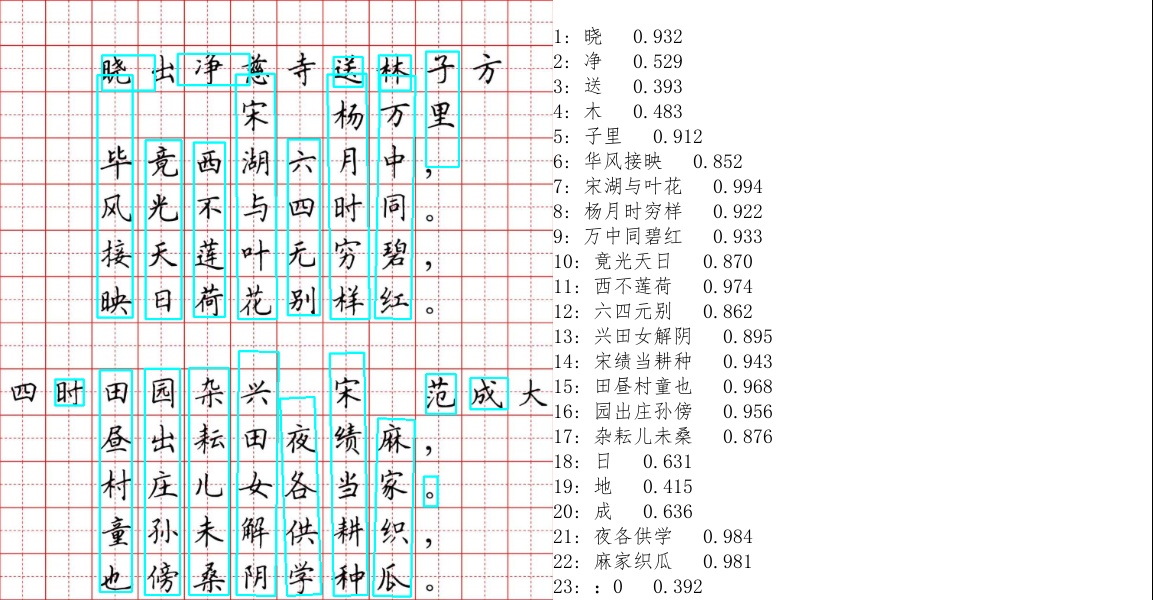 晓出净慈寺送林子方
宋 杨万里
毕竟西湖六月中，
风光不与四时同。
接天莲叶无穷碧，
映日荷花别样红。
四时田园杂兴 宋 范成大
昼出耘田夜绩麻，
村庄儿女各当家。
童孙未解供耕织，
也傍桑阴学种瓜。
1: 晓 0.932
2: 净 0.529
3: 送 0.393
4: 木 0.483
5: 子里 0.912
6: 华风接映 0.852
7: 宋湖与叶花 0.994
8: 杨月时穷样 0.922
9: 万中同碧红 0.933
10: 竟光天日 0.870
11: 西不莲荷 0.974
12: 六四元别 0.862
13: 兴田女解阴 0.895
14: 宋绩当耕种 0.943
15: 田昼村童也 0.968
16: 园出庄孙傍 0.956
17: 杂耘儿未桑 0.876
18: 日 0.631
19: 地 0.415
20: 成 0.636
21: 夜各供学 0.984
22: 麻家织瓜 0.981
23: ：0 0.392